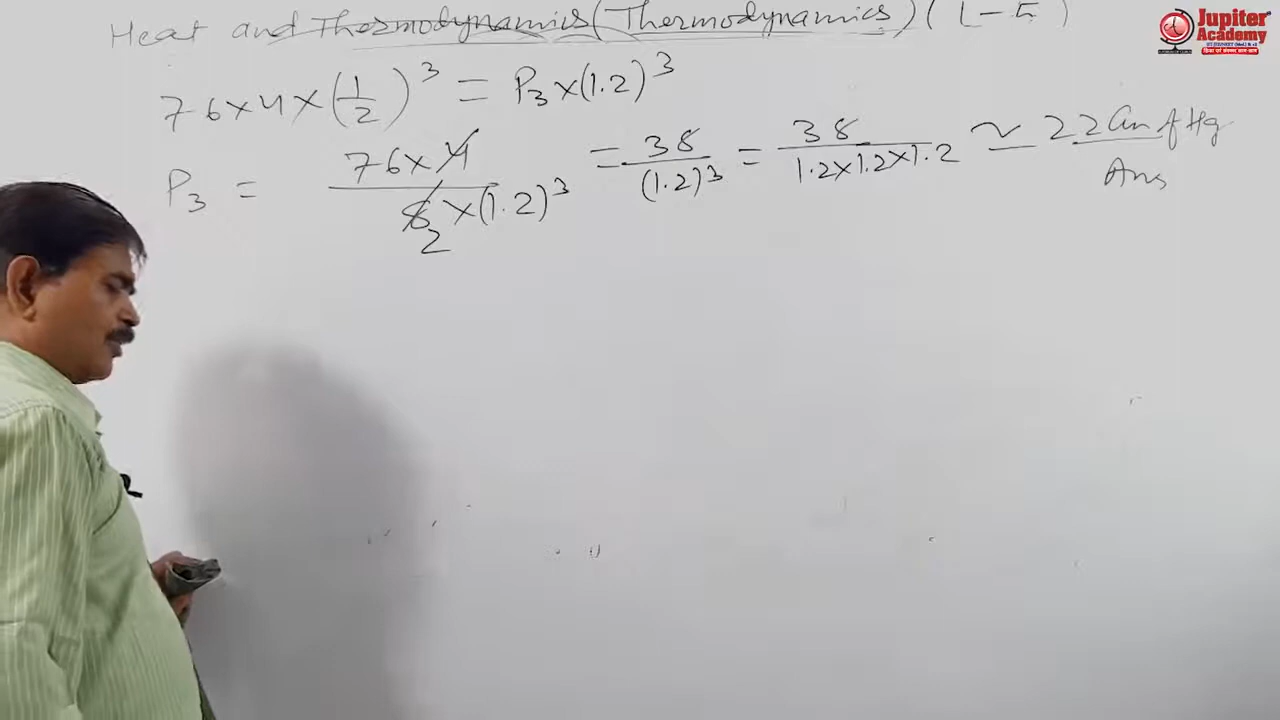 Heat and Thermodynamics (Thermodynamics) (L-5)
Jupiter
Academy
76×4×(1/2)^3 = P3×(1.2)^3
P3 = 76×4/8×(1.2)^3 = 38/(1.2)^3 = 38/1.2×1.2×1.2 ≃ 22 Cm of Hg
2
Ans